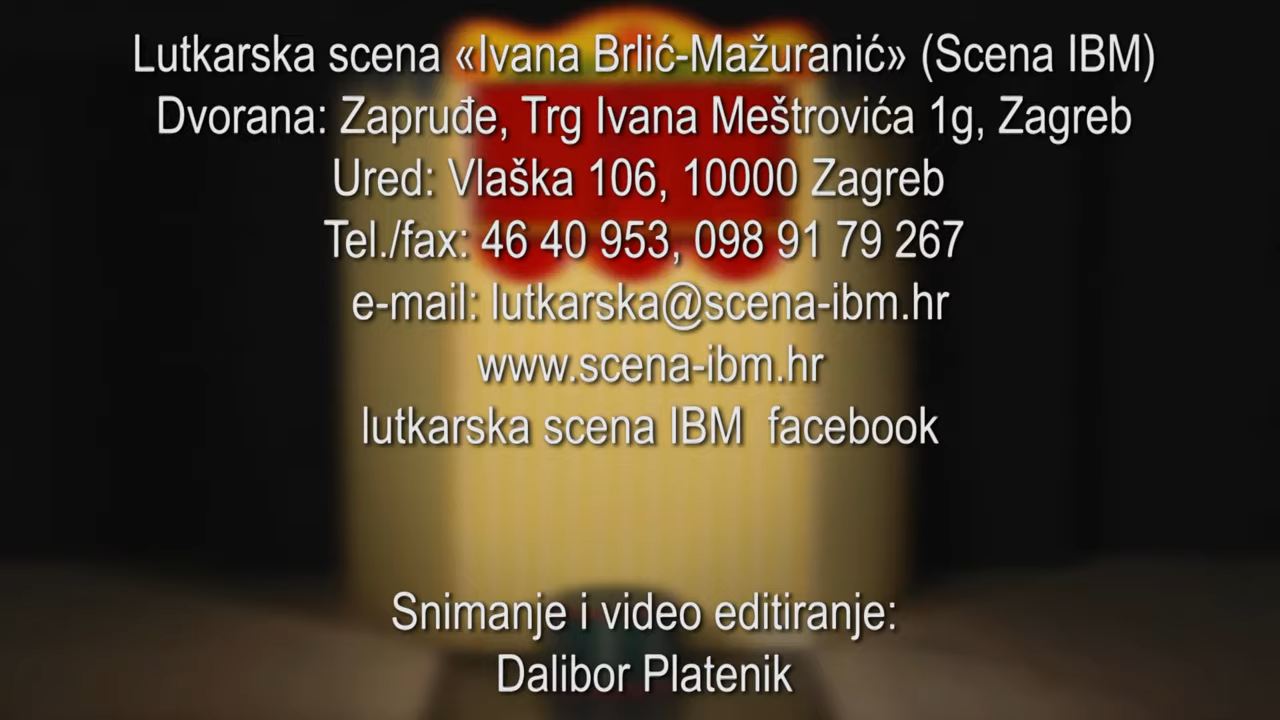 Lutkarska scena «Ivana Brlić-Mažuranić» (Scena IBM)
Dvorana: Zapruđe, Trg Ivana Meštrovića 1g, Zagreb
Ured: Vlaška 106, 10000 Zagreb
Tel./fax: 46 40 953, 098 91 79 267
e-mail: lutkarska@scena-ibm.hr
www.scena-ibm.hr
lutkarska scena IBM  facebook
Snimanje i video editiranje:
Dalibor Platenik